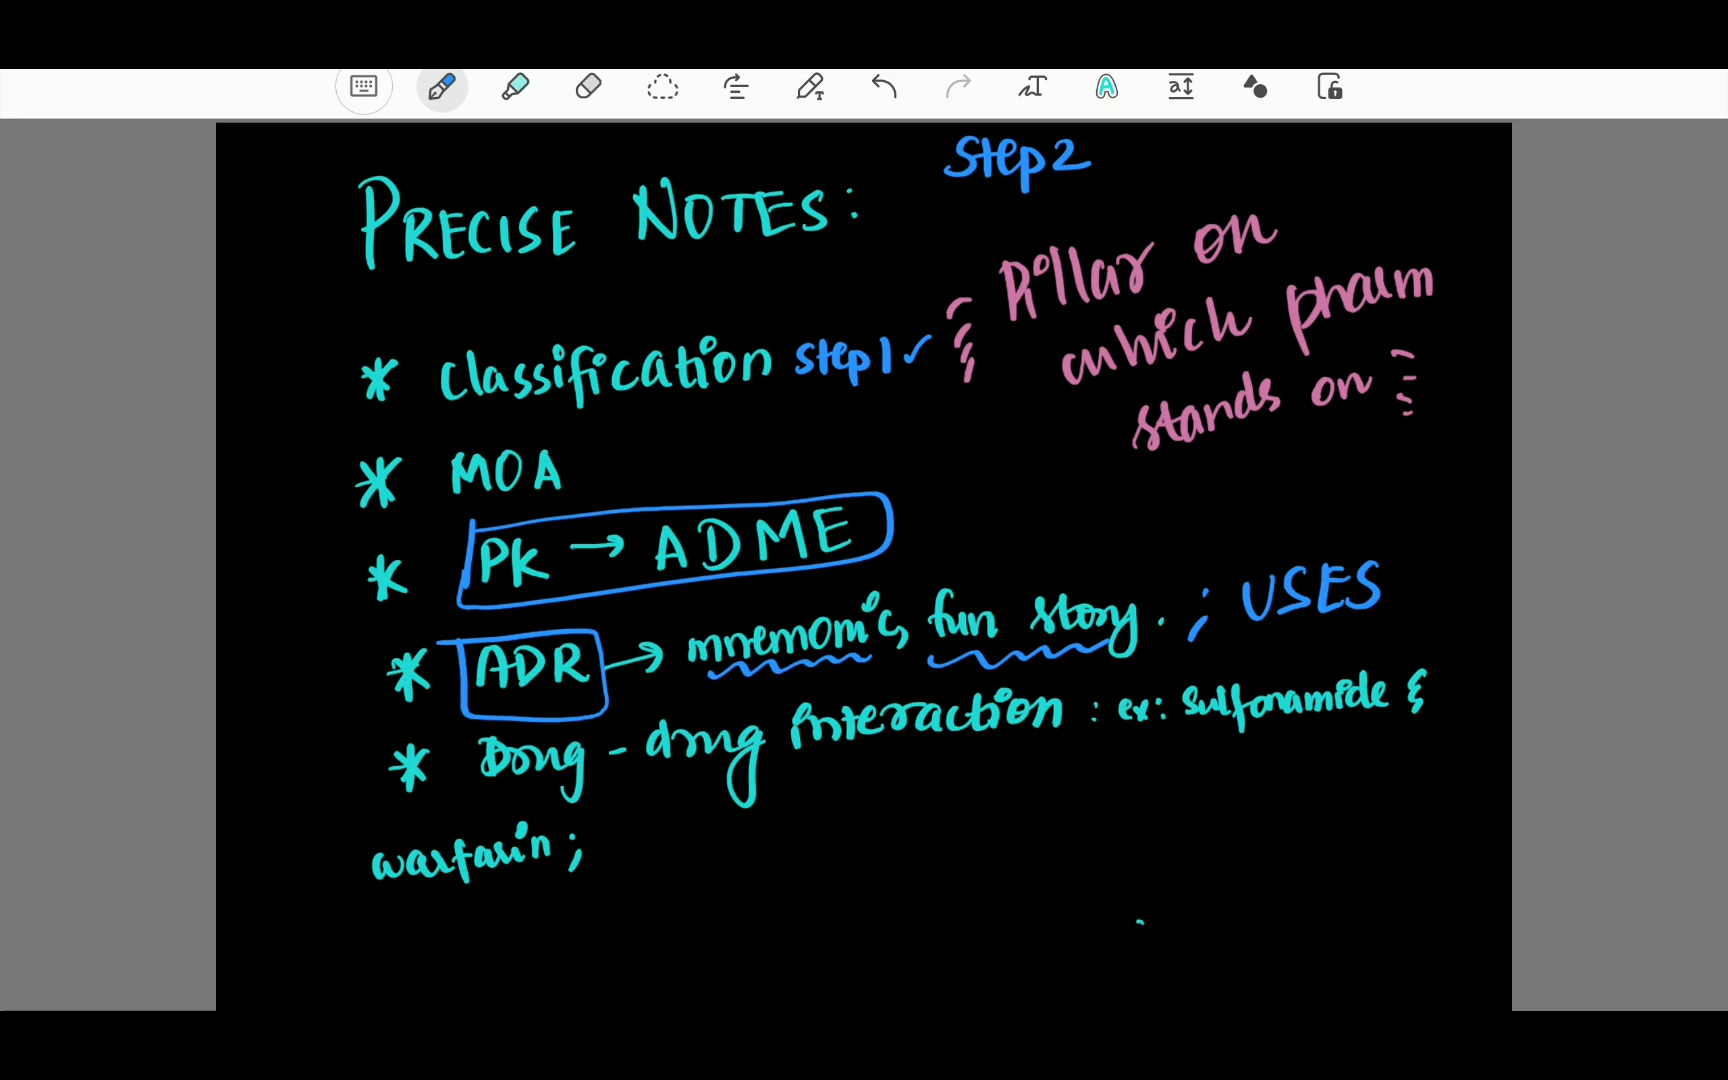 Step 2
PRECISE NOTES:
* Classification Step 1 ✓ { Pillar on
which pharm
stands on }
* MOA
* PK → ADME
* ADR → mnemonic, fun story. ; USES
* Drug - drug interaction : ex: Sulfonamide &
warfarin ;